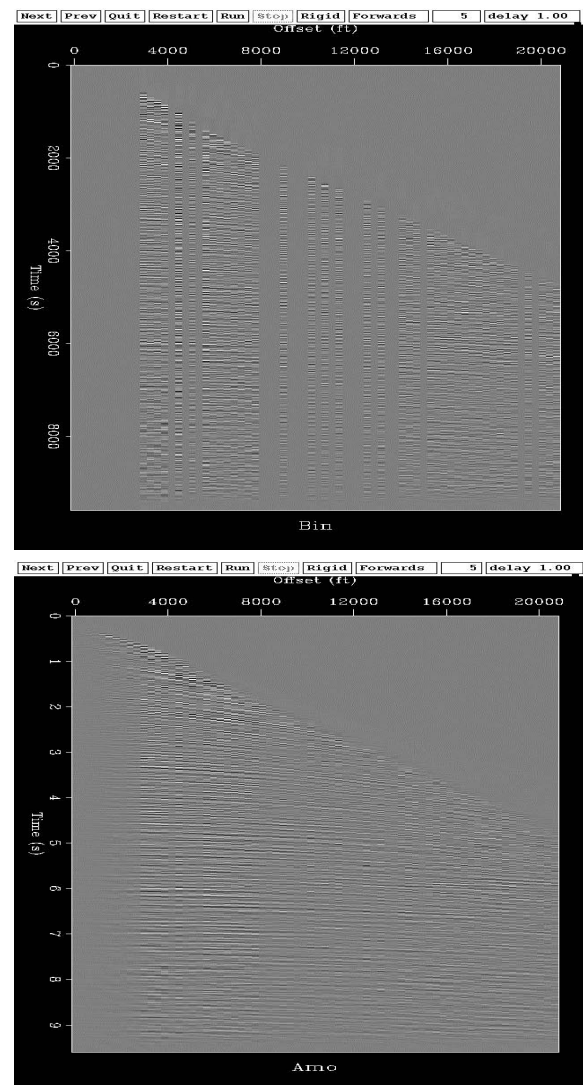 Next Prev Quit Restart Run Stop Rigid Forwards 5 delay 1.00
Offset (ft)
0 4000 8000 12000 16000 20000
0
2000
4000
6000
8000
Time (s)
Bin
Next Prev Quit Restart Run Stop Rigid Forwards 5 delay 1.00
Offset (ft)
0 4000 8000 12000 16000 20000
0
1
2
3
4
5
6
7
8
9
Time (s)
Amo